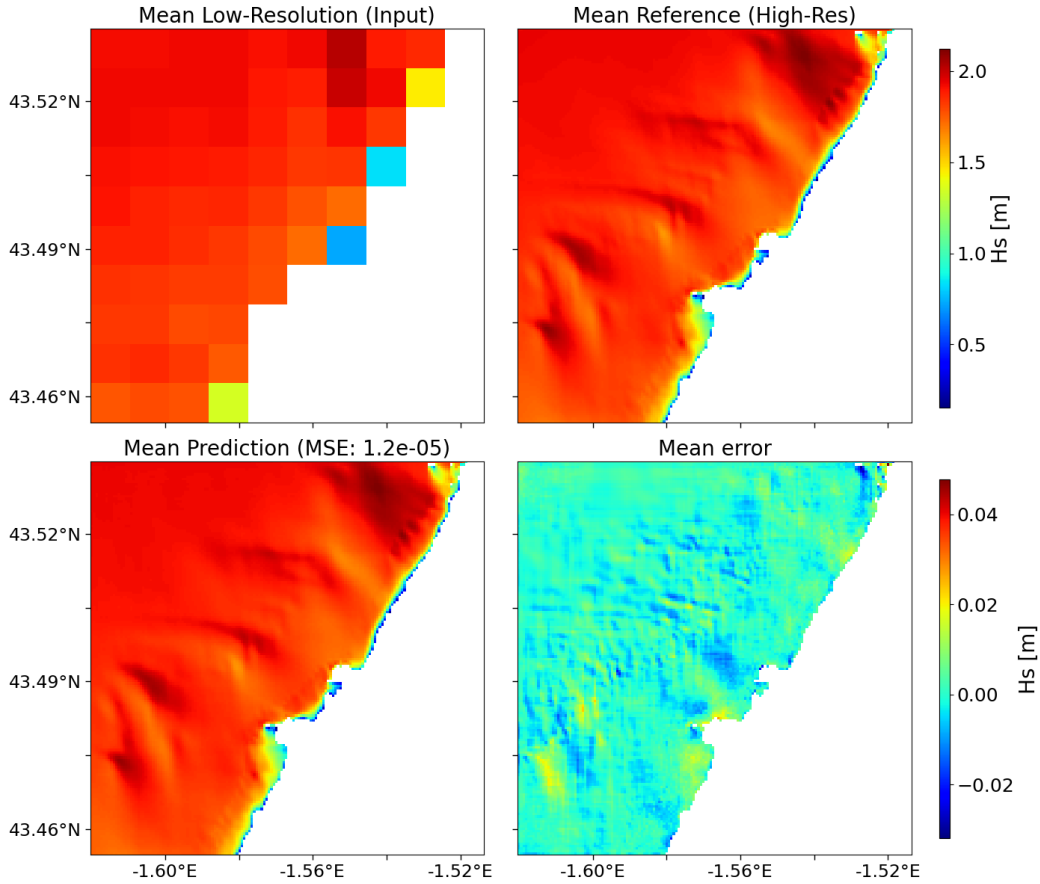 Mean Low-Resolution (Input)
Mean Reference (High-Res)
43.52°N
43.49°N
43.46°N
2.0
1.5
1.0
0.5
Hs [m]
Mean Prediction (MSE: 1.2e-05)
Mean error
43.52°N
43.49°N
43.46°N
0.04
0.02
0.00
−0.02
Hs [m]
-1.60°E
-1.56°E
-1.52°E
-1.60°E
-1.56°E
-1.52°E